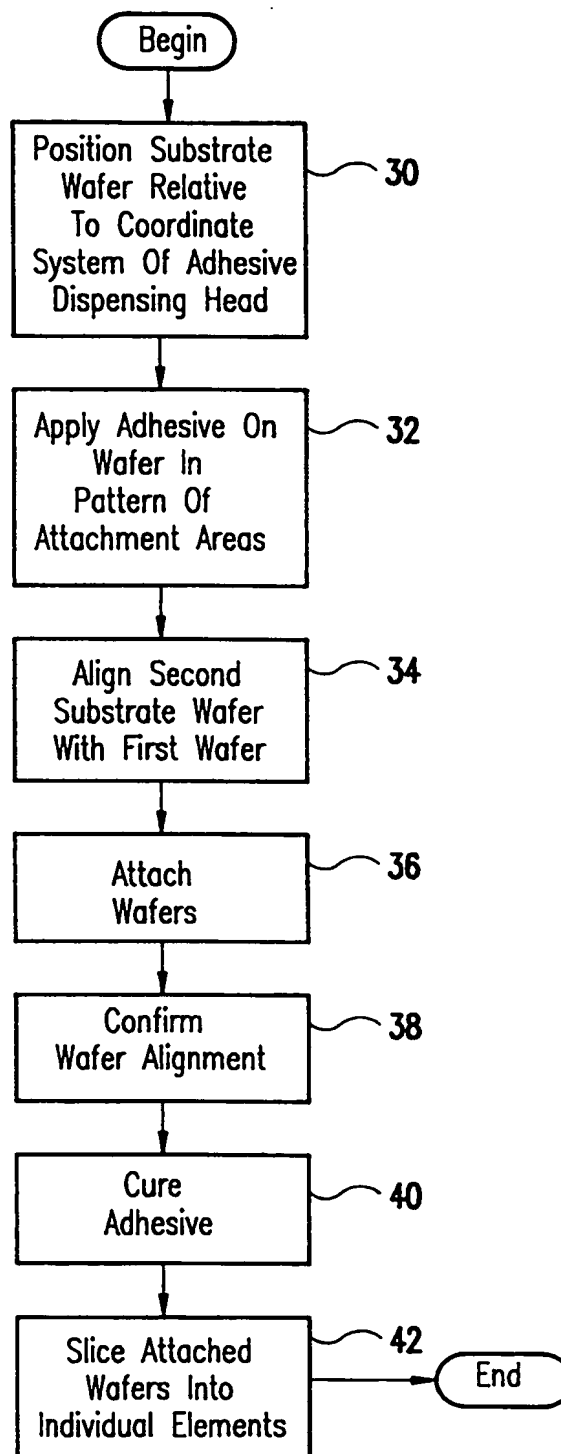 Begin
Position Substrate
Wafer Relative
To Coordinate
System Of Adhesive
Dispensing Head
30
Apply Adhesive On
Wafer In
Pattern Of
Attachment Areas
32
Align Second
Substrate Wafer
With First Wafer
34
Attach
Wafers
36
Confirm
Wafer Alignment
38
Cure
Adhesive
40
Slice Attached
Wafers Into
Individual Elements
42
End